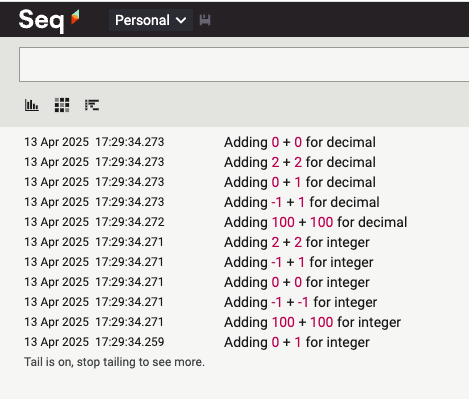 Seq Personal
13 Apr 2025 17:29:34.273 Adding 0 + 0 for decimal
13 Apr 2025 17:29:34.273 Adding 2 + 2 for decimal
13 Apr 2025 17:29:34.273 Adding 0 + 1 for decimal
13 Apr 2025 17:29:34.273 Adding -1 + 1 for decimal
13 Apr 2025 17:29:34.272 Adding 100 + 100 for decimal
13 Apr 2025 17:29:34.271 Adding 2 + 2 for integer
13 Apr 2025 17:29:34.271 Adding -1 + 1 for integer
13 Apr 2025 17:29:34.271 Adding 0 + 0 for integer
13 Apr 2025 17:29:34.271 Adding -1 + -1 for integer
13 Apr 2025 17:29:34.271 Adding 100 + 100 for integer
13 Apr 2025 17:29:34.259 Adding 0 + 1 for integer
Tail is on, stop tailing to see more.